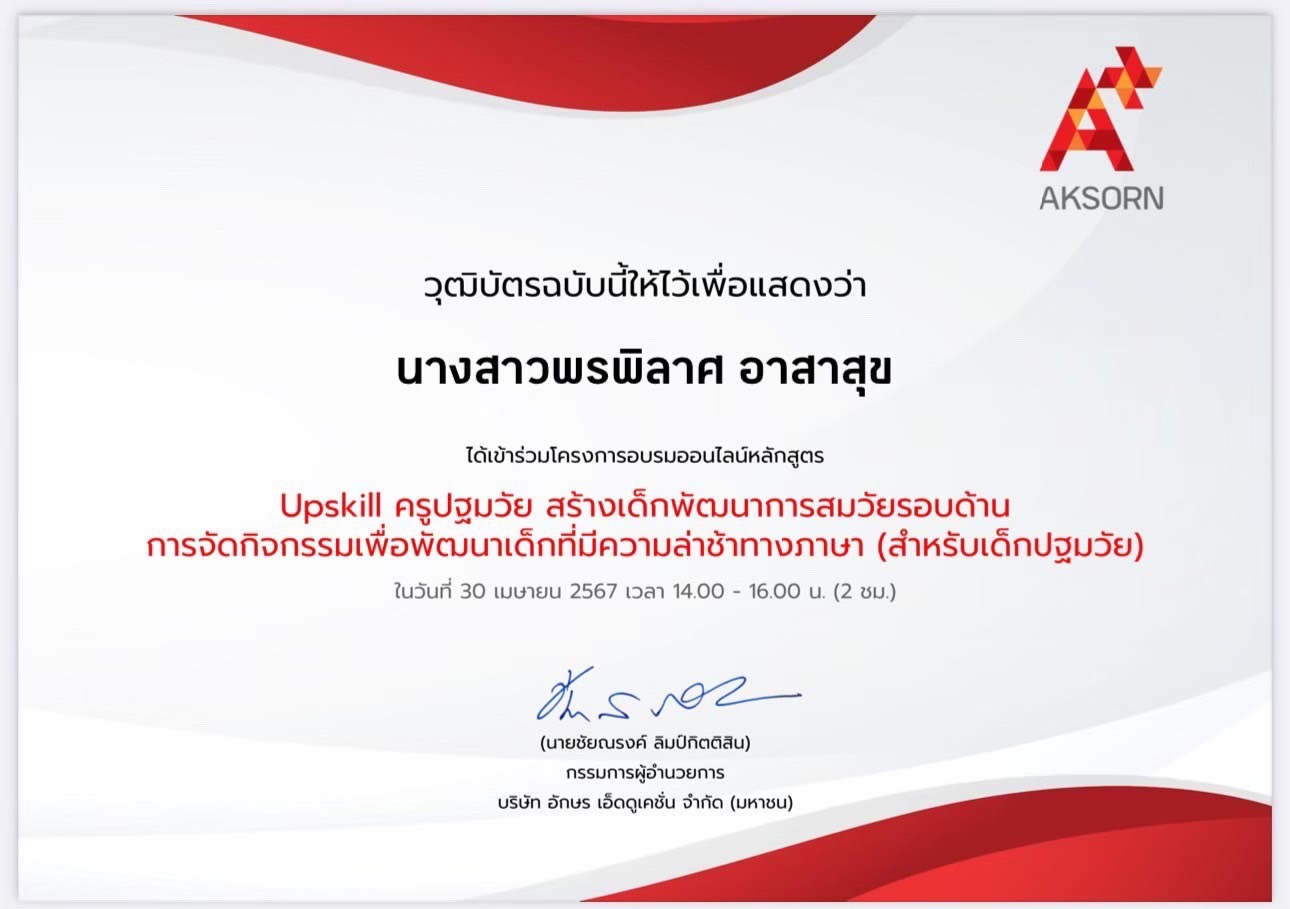 AKSORN
วุฒิบัตรฉบับนี้ให้ไว้เพื่อแสดงว่า
นางสาวพรพิลาศ อาสาสุข
ได้เข้าร่วมโครงการอบรมออนไลน์หลักสูตร
Upskill ครูปฐมวัย สร้างเด็กพัฒนาการสมวัยรอบด้าน
การจัดกิจกรรมเพื่อพัฒนาเด็กที่มีความล่าช้าทางภาษา (สำหรับเด็กปฐมวัย)
ในวันที่ 30 เมษายน 2567 เวลา 14.00 - 16.00 น. (2 ชม.)
(นายชัยณรงค์ ลิมป์กิตติสิน)
กรรมการผู้อำนวยการ
บริษัท อักษร เอ็ดดูเคชั่น จำกัด (มหาชน)